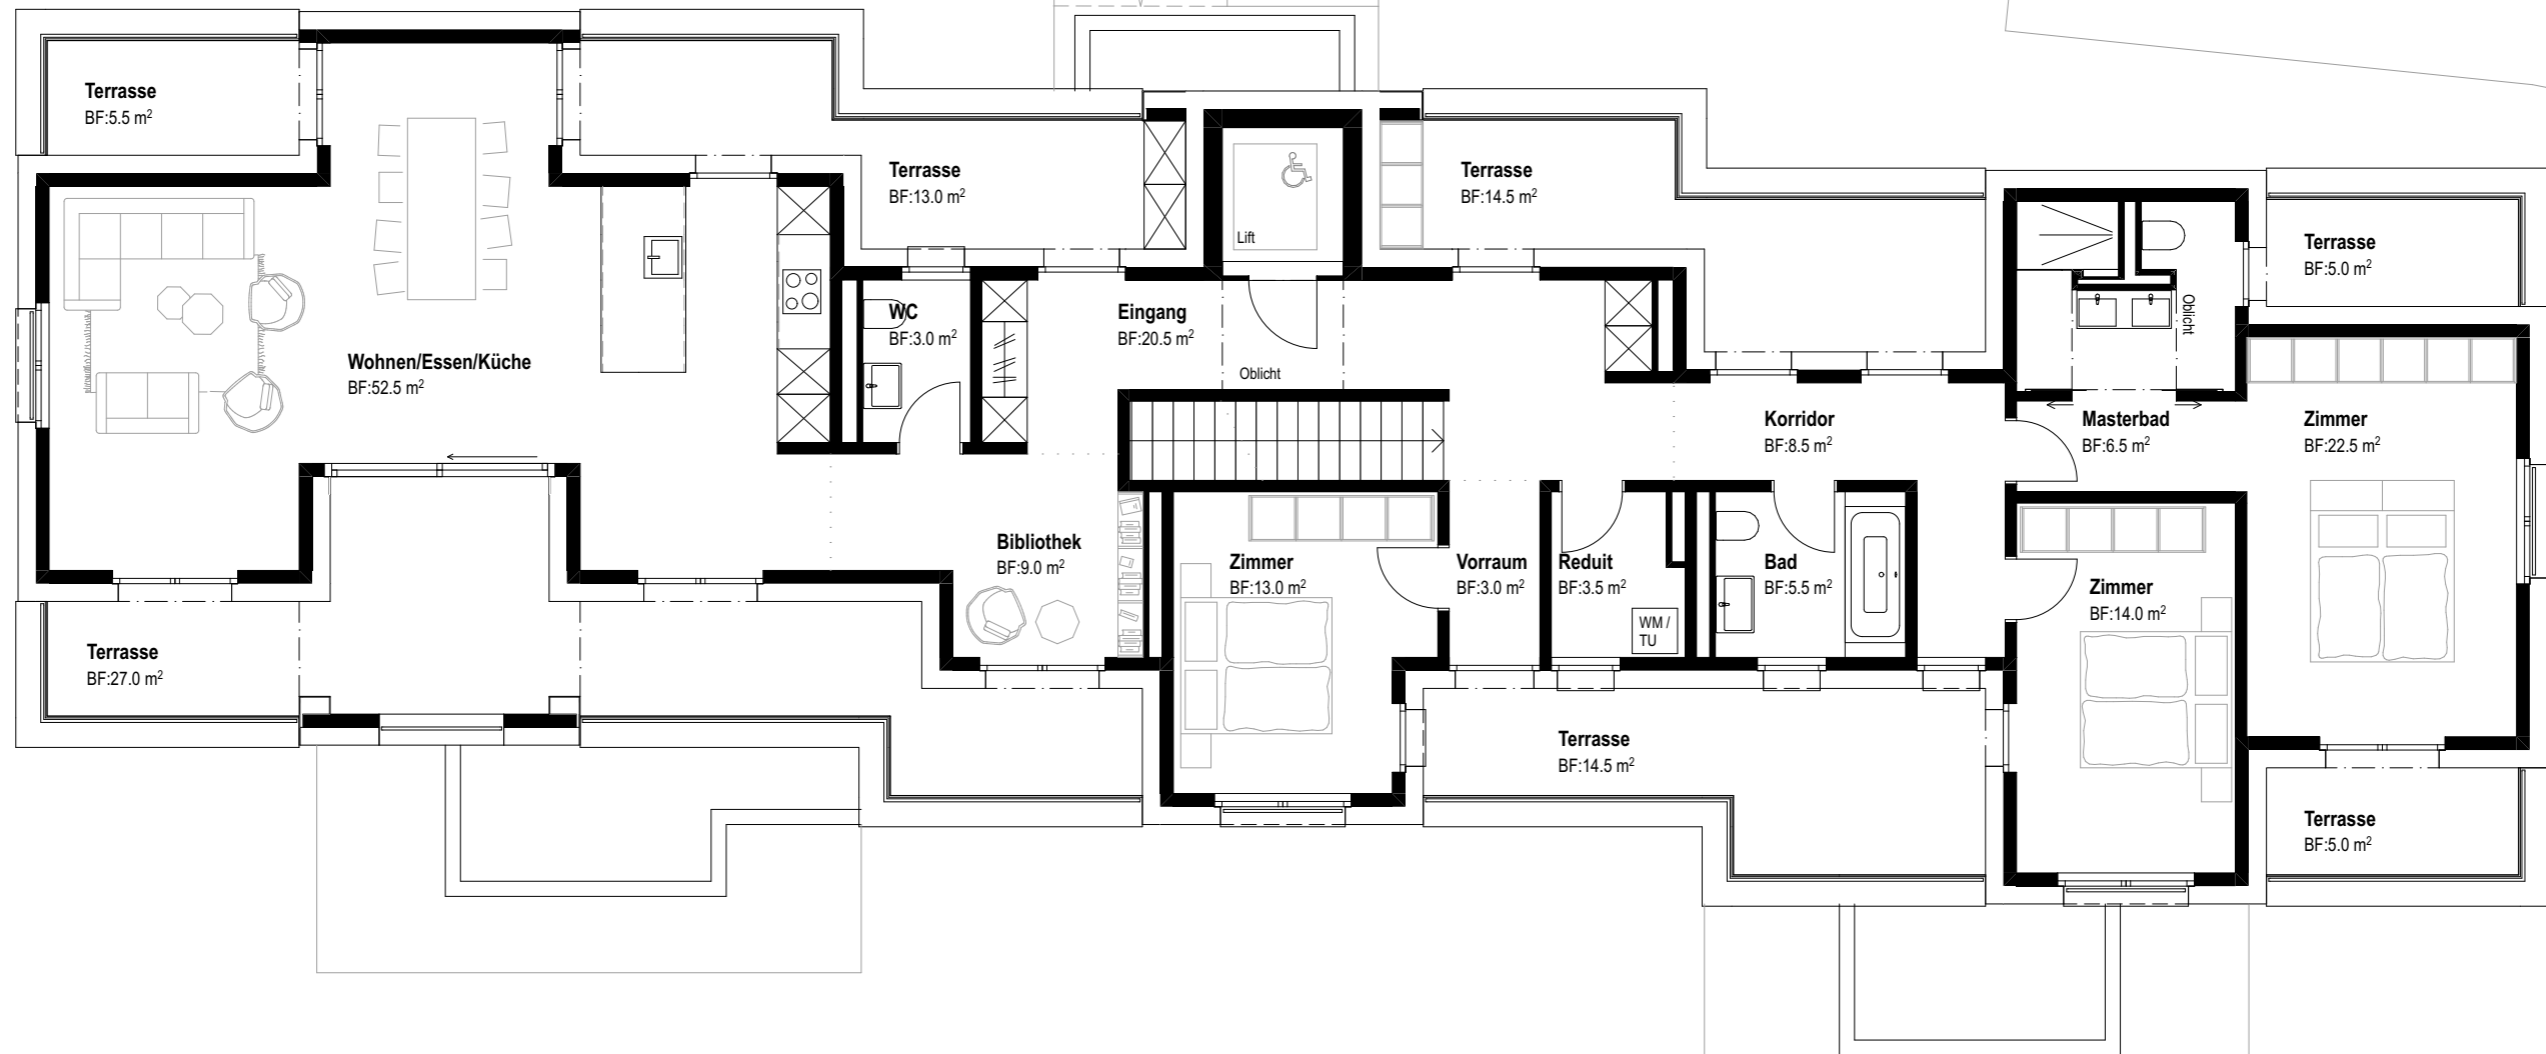 Terrasse
BF:5.5 m²
Terrasse
BF:13.0 m²
Lift
Terrasse
BF:14.5 m²
Terrasse
BF:5.0 m²
Oblicht
WC
BF:3.0 m²
Eingang
BF:20.5 m²
Oblicht
Wohnen/Essen/Küche
BF:52.5 m²
Korridor
BF:8.5 m²
Masterbad
BF:6.5 m²
Zimmer
BF:22.5 m²
Bibliothek
BF:9.0 m²
Zimmer
BF:13.0 m²
Vorraum
BF:3.0 m²
Reduit
BF:3.5 m²
WM /
TU
Bad
BF:5.5 m²
Zimmer
BF:14.0 m²
Terrasse
BF:27.0 m²
Terrasse
BF:14.5 m²
Terrasse
BF:5.0 m²